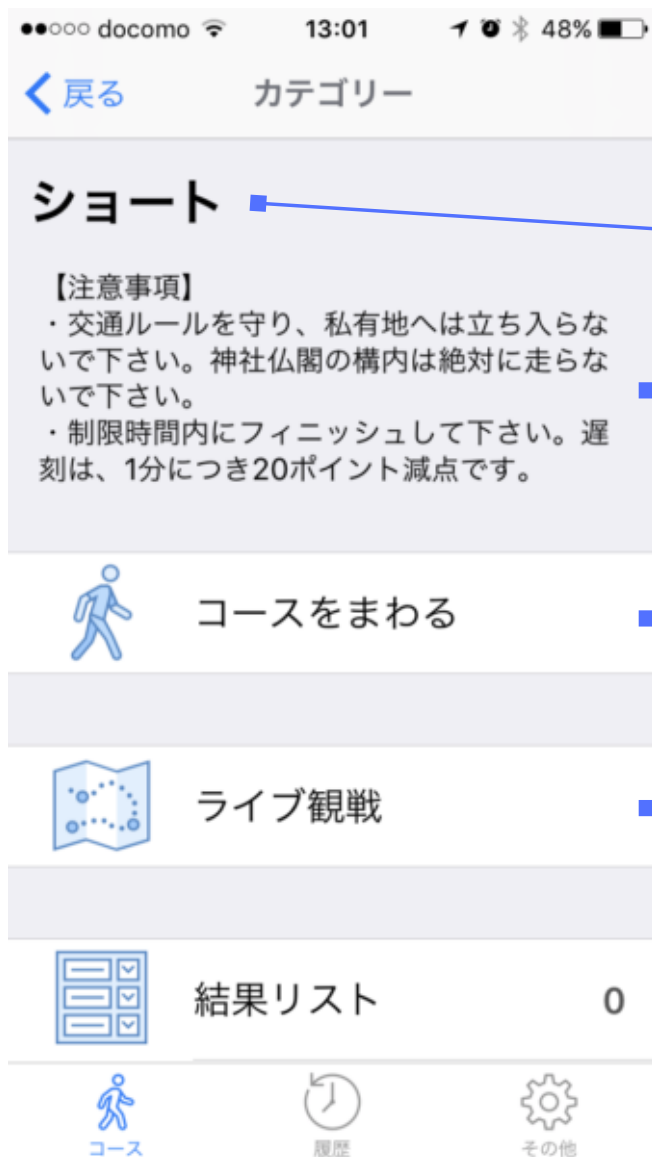 docomo 13:01 48%
戻る カテゴリー
ショート
【注意事項】
・交通ルールを守り、私有地へは立ち入らな
いで下さい。神社仏閣の構内は絶対に走らな
いで下さい。
・制限時間内にフィニッシュして下さい。遅
刻は、1分につき20ポイント減点です。
コースをまわる
ライブ観戦
結果リスト 0
コース 履歴 その他